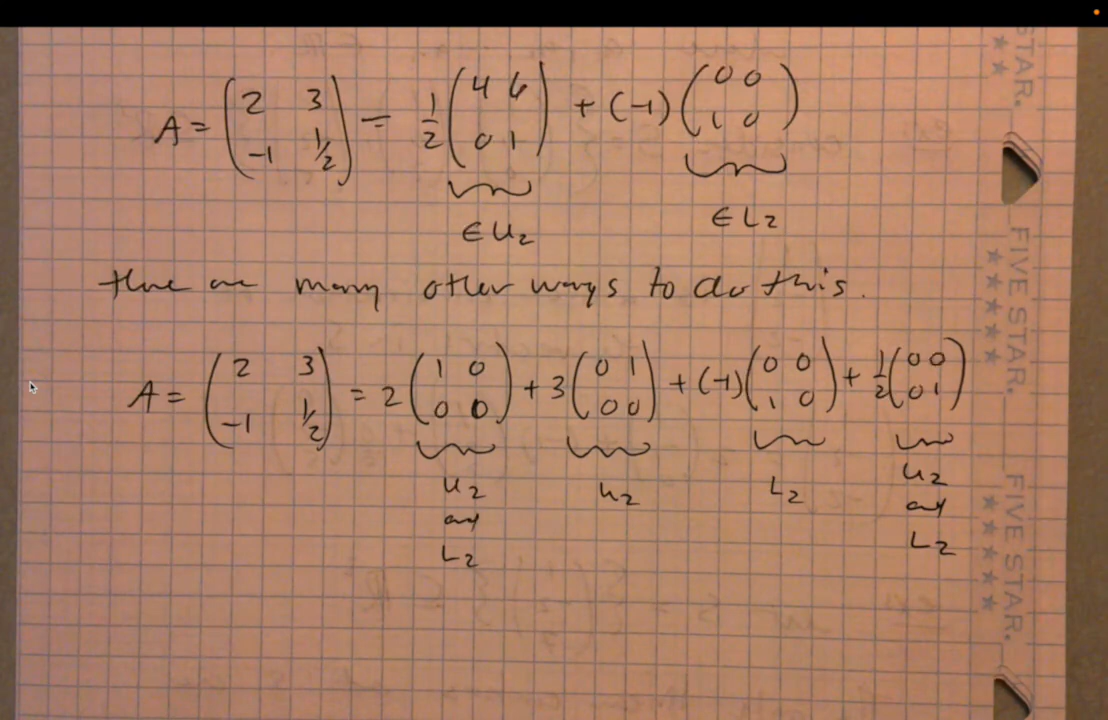 A = ( 2 3 ; -1 1/2 ) = 1/2 ( 4 6 ; 0 1 ) + (-1) ( 0 0 ; 1 0 )
∈ U2 ∈ L2
there are many other ways to do this.
A = ( 2 3 ; -1 1/2 ) = 2 ( 1 0 ; 0 0 ) + 3 ( 0 1 ; 0 0 ) + (-1) ( 0 0 ; 1 0 ) + 1/2 ( 0 0 ; 0 1 )
U2 U2 L2 U2
and and
L2 L2
STAR.
FIVE STAR.
FIVE STAR.